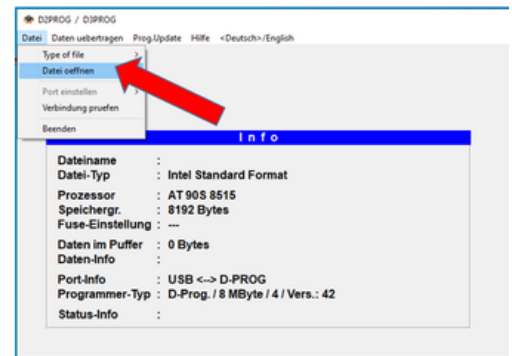 D2PROG / D3PROG
Datei Daten uebertragen Prog.Update Hilfe <Deutsch>/English
Type of file >
Datei oeffnen
Port einstellen >
Verbindung pruefen
Beenden
Info
Dateiname :
Datei-Typ : Intel Standard Format
Prozessor : AT 90S 8515
Speichergr. : 8192 Bytes
Fuse-Einstellung : ---
Daten im Puffer : 0 Bytes
Daten-Info :
Port-Info : USB <--> D-PROG
Programmer-Typ : D-Prog. / 8 MByte / 4 / Vers.: 42
Status-Info :